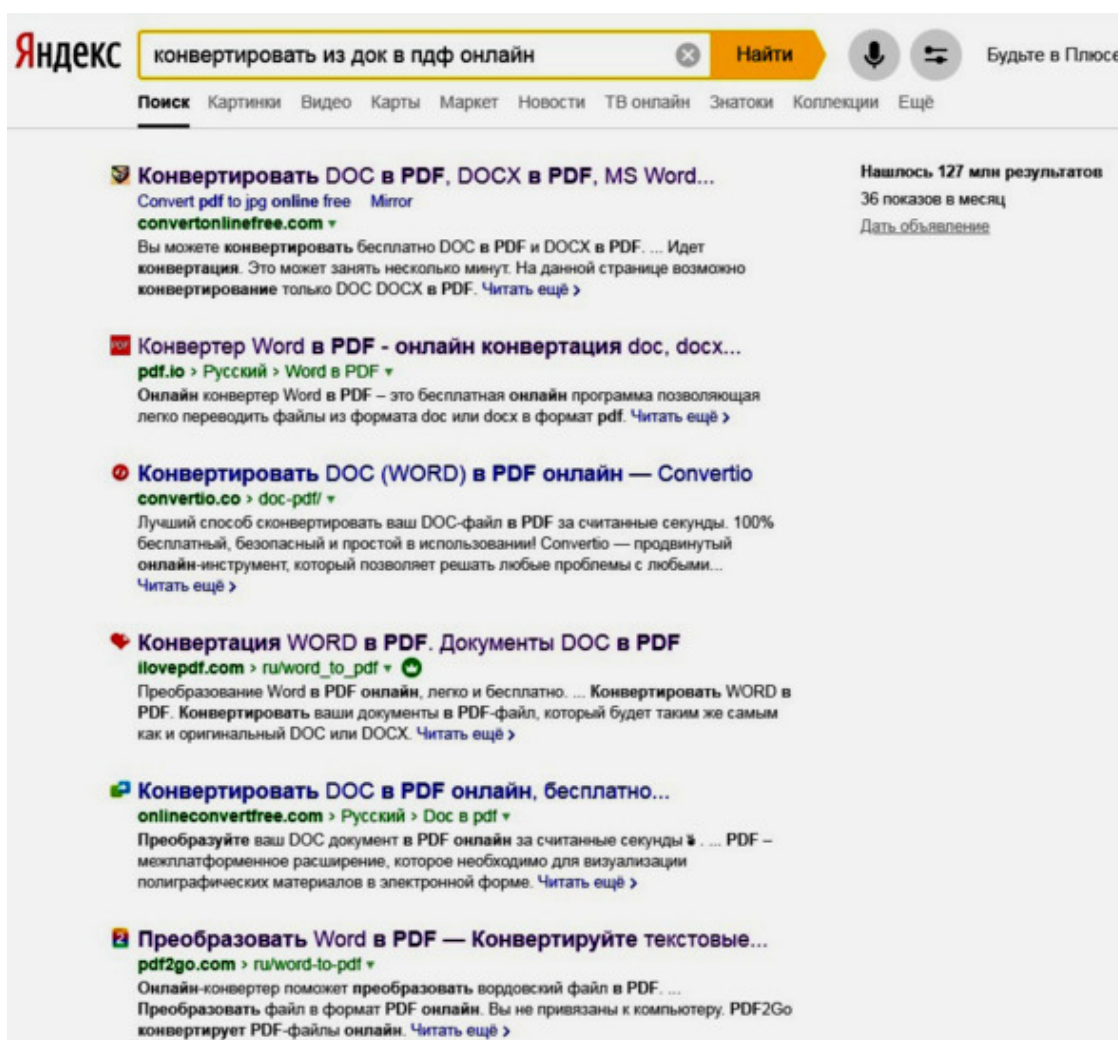 Яндекс
конвертировать из док в пдф онлайн
Найти
Будьте в Плюсе
Поиск Картинки Видео Карты Маркет Новости ТВ онлайн Знатоки Коллекции Ещё
Конвертировать DOC в PDF, DOCX в PDF, MS Word...
Convert pdf to jpg online free Mirror
convertonlinefree.com
Вы можете конвертировать бесплатно DOC в PDF и DOCX в PDF. ... Идет
конвертация. Это может занять несколько минут. На данной странице возможно
конвертирование только DOC DOCX в PDF. Читать ещё >
Нашлось 127 млн результатов
36 показов в месяц
Дать объявление
PDF
Конвертер Word в PDF - онлайн конвертация doc, docx...
pdf.io > Русский > Word в PDF
Онлайн конвертер Word в PDF – это бесплатная онлайн программа позволяющая
легко переводить файлы из формата doc или docx в формат pdf. Читать ещё >
Конвертировать DOC (WORD) в PDF онлайн — Convertio
convertio.co > doc-pdf/
Лучший способ сконвертировать ваш DOC-файл в PDF за считанные секунды. 100%
бесплатный, безопасный и простой в использовании! Convertio — продвинутый
онлайн-инструмент, который позволяет решать любые проблемы с любыми...
Читать ещё >
Конвертация WORD в PDF. Документы DOC в PDF
ilovepdf.com > ru/word_to_pdf
Преобразование Word в PDF онлайн, легко и бесплатно. ... Конвертировать WORD в
PDF. Конвертировать ваши документы в PDF-файл, который будет таким же самым
как и оригинальный DOC или DOCX. Читать ещё >
Конвертировать DOC в PDF онлайн, бесплатно...
onlineconvertfree.com > Русский > Doc в pdf
Преобразуйте ваш DOC документ в PDF онлайн за считанные секунды . ... PDF –
межплатформенное расширение, которое необходимо для визуализации
полиграфических материалов в электронной форме. Читать ещё >
2
Преобразовать Word в PDF — Конвертируйте текстовые...
pdf2go.com > ru/word-to-pdf
Онлайн-конвертер поможет преобразовать вордовский файл в PDF. ...
Преобразовать файл в формат PDF онлайн. Вы не привязаны к компьютеру. PDF2Go
конвертирует PDF-файлы онлайн. Читать ещё >